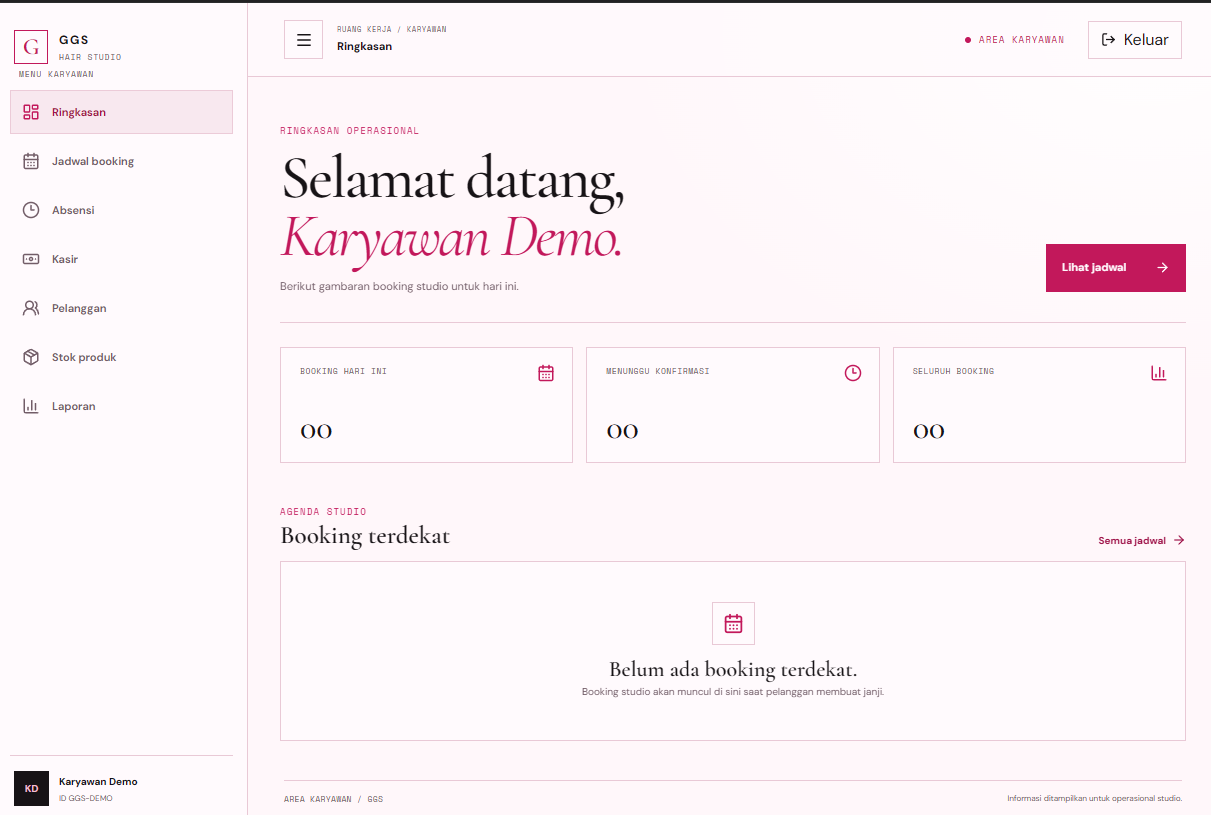 G
GGS
HAIR STUDIO
MENU KARYAWAN
Ringkasan
Jadwal booking
Absensi
Kasir
Pelanggan
Stok produk
Laporan
KD
Karyawan Demo
ID GGS-DEMO
RUANG KERJA / KARYAWAN
Ringkasan
AREA KARYAWAN
Keluar
RINGKASAN OPERASIONAL
Selamat datang,
Karyawan Demo.
Berikut gambaran booking studio untuk hari ini.
Lihat jadwal
BOOKING HARI INI
00
MENUNGGU KONFIRMASI
00
SELURUH BOOKING
00
AGENDA STUDIO
Booking terdekat
Semua jadwal
Belum ada booking terdekat.
Booking studio akan muncul di sini saat pelanggan membuat janji.
AREA KARYAWAN / GGS
Informasi ditampilkan untuk operasional studio.